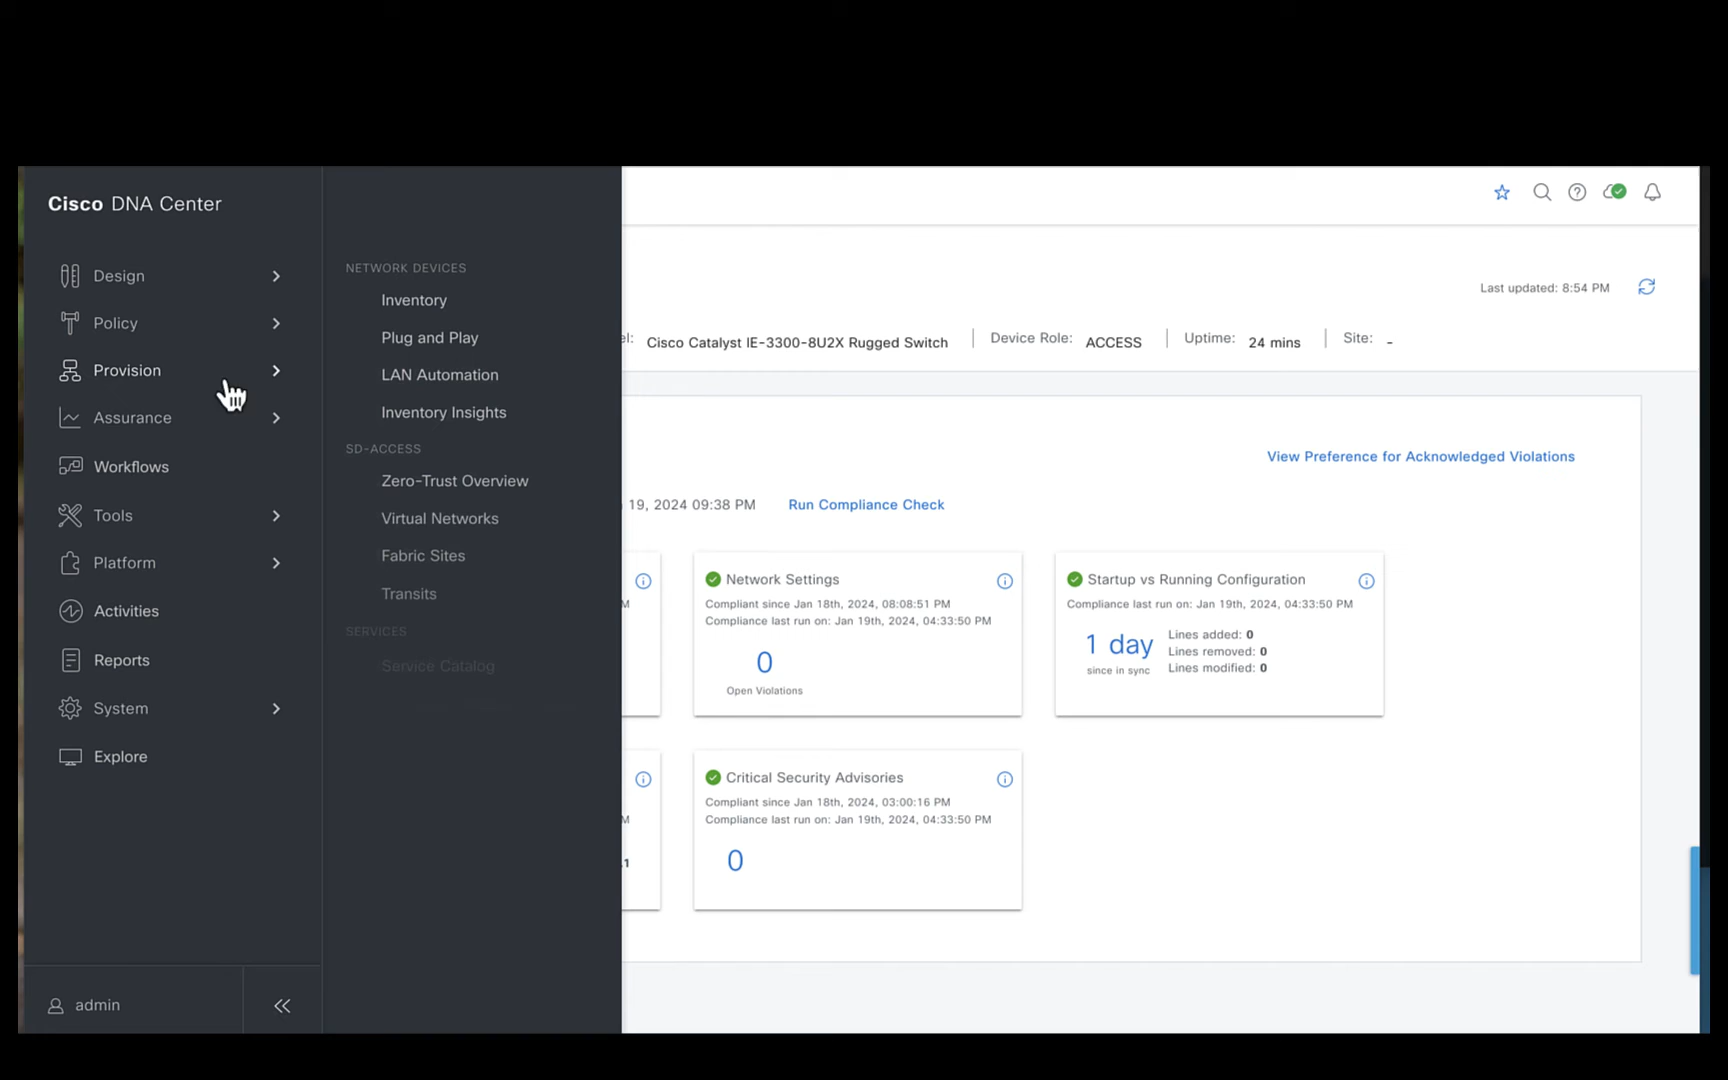 Cisco DNA Center
Design
Policy
Provision
Assurance
Workflows
Tools
Platform
Activities
Reports
System
Explore
admin
NETWORK DEVICES
Inventory
Plug and Play
LAN Automation
Inventory Insights
SD-ACCESS
Zero-Trust Overview
Virtual Networks
Fabric Sites
Transits
SERVICES
Service Catalog
Last updated: 8:54 PM
el: Cisco Catalyst IE-3300-8U2X Rugged Switch Device Role: ACCESS Uptime: 24 mins Site: -
View Preference for Acknowledged Violations
19, 2024 09:38 PM Run Compliance Check
M
Network Settings
Compliant since Jan 18th, 2024, 08:08:51 PM
Compliance last run on: Jan 19th, 2024, 04:33:50 PM
0
Open Violations
Startup vs Running Configuration
Compliance last run on: Jan 19th, 2024, 04:33:50 PM
1 day
since in sync
Lines added: 0
Lines removed: 0
Lines modified: 0
M
.1
Critical Security Advisories
Compliant since Jan 18th, 2024, 03:00:16 PM
Compliance last run on: Jan 19th, 2024, 04:33:50 PM
0